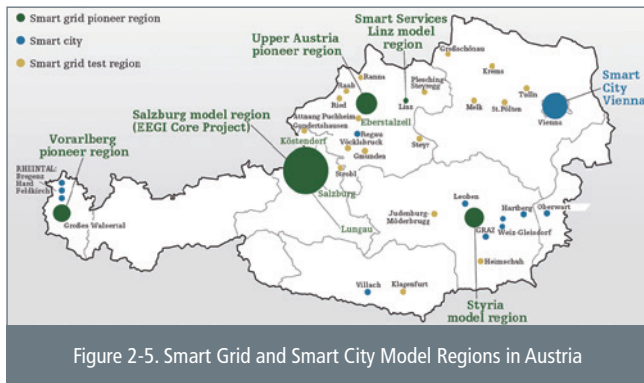 Smart grid pioneer region
Smart city
Smart grid test region
Upper Austria
pioneer region
Smart Services
Linz model
region
Großschönau
Krems
Smart
City
Vienna
Ranna
Raab
Ried
Plesching-
Steyregg
Linz
Tulln
Melk
St.Pölten
Vienna
Salzburg model region
(EEGI Core Project)
Attnang Puchheim
Gundertshausen
Eberstalzell
Köstendorf
Regau
Vöcklabruck
Gmunden
Steyr
Strobl
Salzburg
Lungau
Vorarlberg
pioneer region
RHEINTAL:
Bregenz
Hard
Feldkirch
Großes Walsertal
Leoben
Judenburg-
Möderbrugg
Hartberg
Oberwart
GRAZ
Weiz-Gleisdorf
Heimschuh
Villach
Klagenfurt
Styria
model region
Figure 2-5. Smart Grid and Smart City Model Regions in Austria